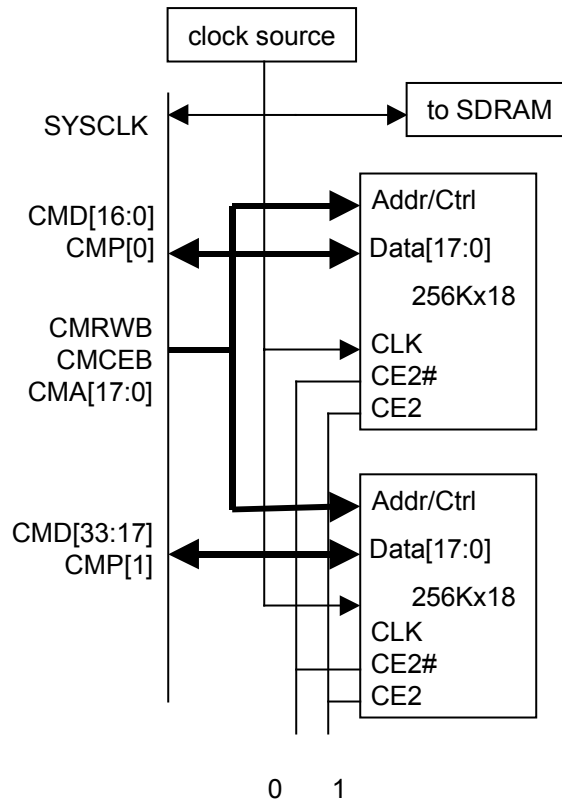 clock source
SYSCLK
to SDRAM
CMD[16:0]
CMP[0]
Addr/Ctrl
Data[17:0]
256Kx18
CMRWB
CMCEB
CMA[17:0]
CLK
CE2#
CE2
CMD[33:17]
CMP[1]
Addr/Ctrl
Data[17:0]
256Kx18
CLK
CE2#
CE2
0 1